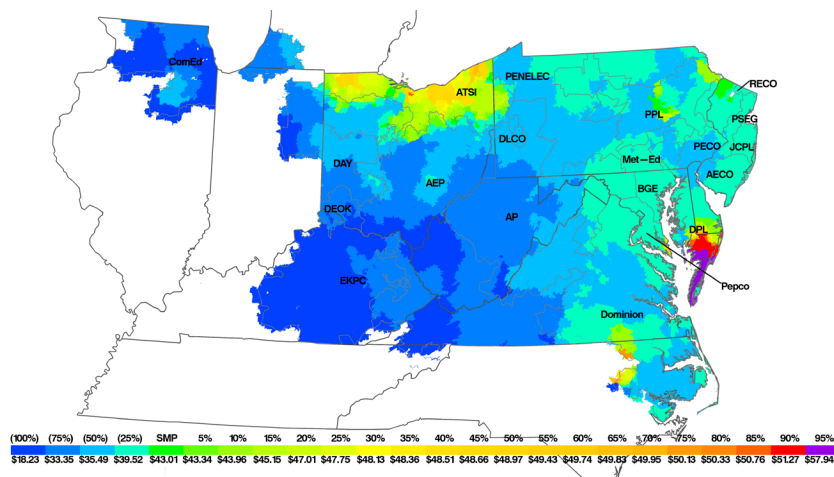 ComEd
ATSI
PENELEC
RECO
PPL
PSEG
DLCO
PECO
JCPL
DAY
Met—Ed
AECO
AEP
BGE
DEOK
AP
DPL
EKPC
Pepco
Dominion
(100%) (75%) (50%) (25%) SMP 5% 10% 15% 20% 25% 30% 35% 40% 45% 50% 55% 60% 65% 70% 75% 80% 85% 90% 95%
$18.23 $33.35 $35.49 $39.52 $43.01 $43.34 $43.96 $45.15 $47.01 $47.75 $48.13 $48.36 $48.51 $48.66 $48.97 $49.43 $49.74 $49.83 $49.95 $50.13 $50.33 $50.76 $51.27 $57.94